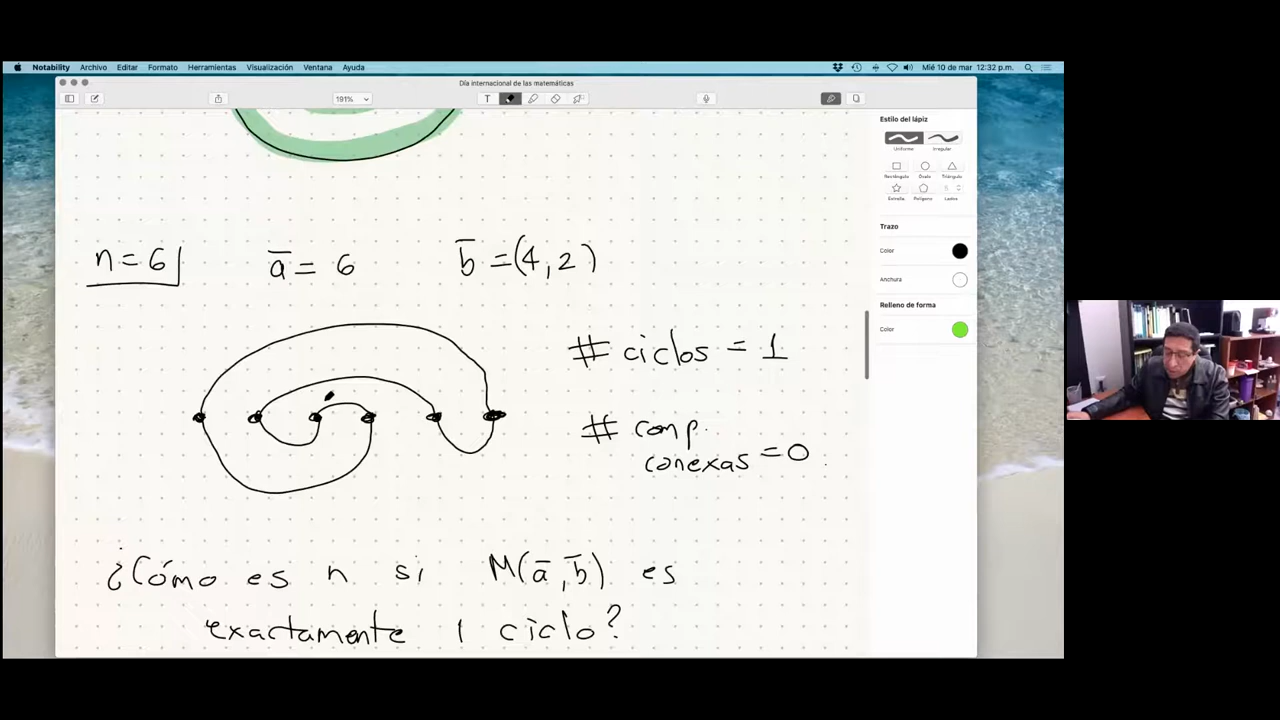 Notability Archivo Editar Formato Herramientas Visualización Ventana Ayuda
Mié 10 de mar 12:32 p.m.
Día internacional de las matemáticas
191%
T
Estilo del lápiz
Uniforme Irregular
Rectángulo Óvalo Triángulo
Estrella Polígono Lados
Trazo
Color
Anchura
Relleno de forma
Color
n = 6 a̅ = 6 b̅ = (4, 2)
# ciclos = 1
# comp.
conexas = 0
¿Cómo es n si M(a̅, b̅) es
exactamente 1 ciclo?